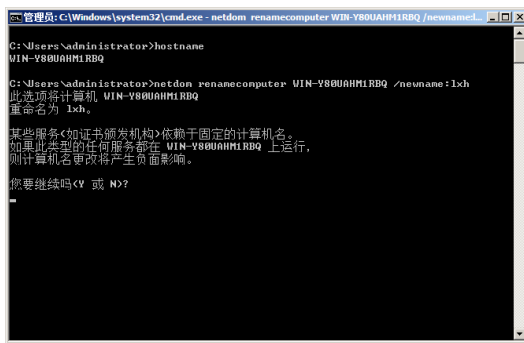 管理员: C:\Windows\system32\cmd.exe - netdom renamecomputer WIN-Y80UAHM1RBQ /newname:l...
C:\Users\administrator>hostname
WIN-Y80UAHM1RBQ
C:\Users\administrator>netdom renamecomputer WIN-Y80UAHM1RBQ /newname:lxh
此选项将计算机 WIN-Y80UAHM1RBQ
重命名为 lxh。
某些服务(如证书颁发机构)依赖于固定的计算机名。
如果此类型的任何服务都在 WIN-Y80UAHM1RBQ 上运行,
则计算机名更改将产生负面影响。
您要继续吗(Y 或 N)?